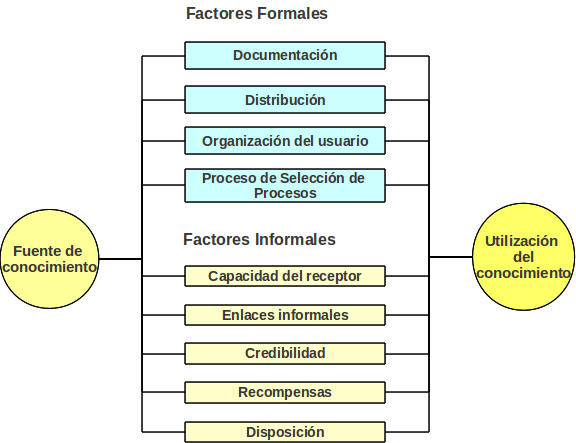 Factores Formales
Documentación
Distribución
Organización del usuario
Proceso de Selección de
Procesos
Fuente de
conocimiento
Factores Informales
Capacidad del receptor
Enlaces informales
Credibilidad
Recompensas
Disposición
Utilización
del
conocimiento